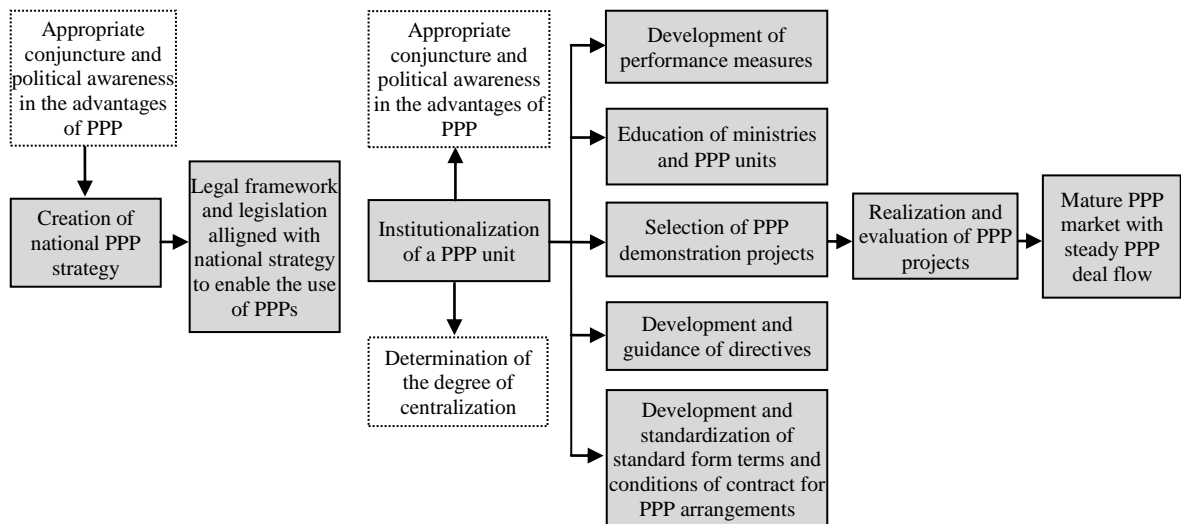 Appropriate
conjuncture and
political awareness
in the advantages
of PPP
Creation of
national PPP
strategy
Legal framework
and legislation
alligned with
national strategy
to enable the use
of PPPs
Appropriate
conjuncture and
political awareness
in the advantages of
PPP
Institutionalization
of a PPP unit
Determination of
the degree of
centralization
Development of
performance measures
Education of ministries
and PPP units
Selection of PPP
demonstration projects
Development and
guidance of directives
Development and
standardization of
standard form terms and
conditions of contract for
PPP arrangements
Realization and
evaluation of PPP
projects
Mature PPP
market with
steady PPP
deal flow